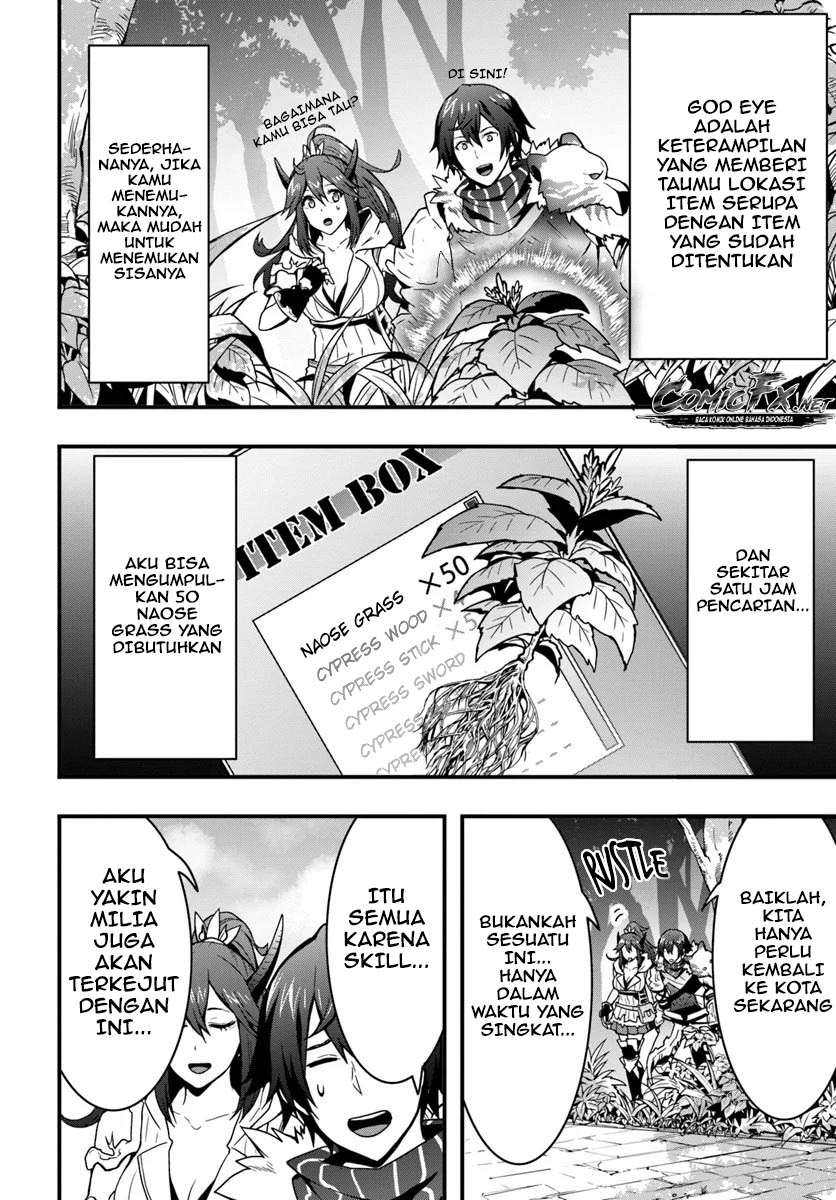 GOD EYE
ADALAH
KETERAMPILAN
YANG MEMBERI
TAUMU LOKASI
ITEM SERUPA
DENGAN ITEM
YANG SUDAH
DITENTUKAN
DI SINI!
BAGAIMANA
KAMU BISA TAU?
SEDERHA-
NANYA, JIKA
KAMU
MENEMU-
KANNYA,
MAKA MUDAH
UNTUK
MENEMUKAN
SISANYA
COMICFX.NET
BACA KOMIK ONLINE BAHASA INDONESIA
DAN
SEKITAR
SATU JAM
PENCARIAN...
ITEM BOX
NAOSE GRASS ×50
CYPRESS WOOD ×
CYPRESS STICK ×5
CYPRESS SWORD
CYPRESS
CYPRES
AKU BISA
MENGUMPUL-
KAN 50
NAOSE
GRASS YANG
DIBUTUHKAN
BAIKLAH,
KITA
HANYA
PERLU
KEMBALI
KE KOTA
SEKARANG
RUSTLE
BUKANKAH
SESUATU
INI...
HANYA
DALAM
WAKTU YANG
SINGKAT...
ITU
SEMUA
KARENA
SKILL...
AKU
YAKIN
MILIA
JUGA
AKAN
TERKEJUT
DENGAN
INI...